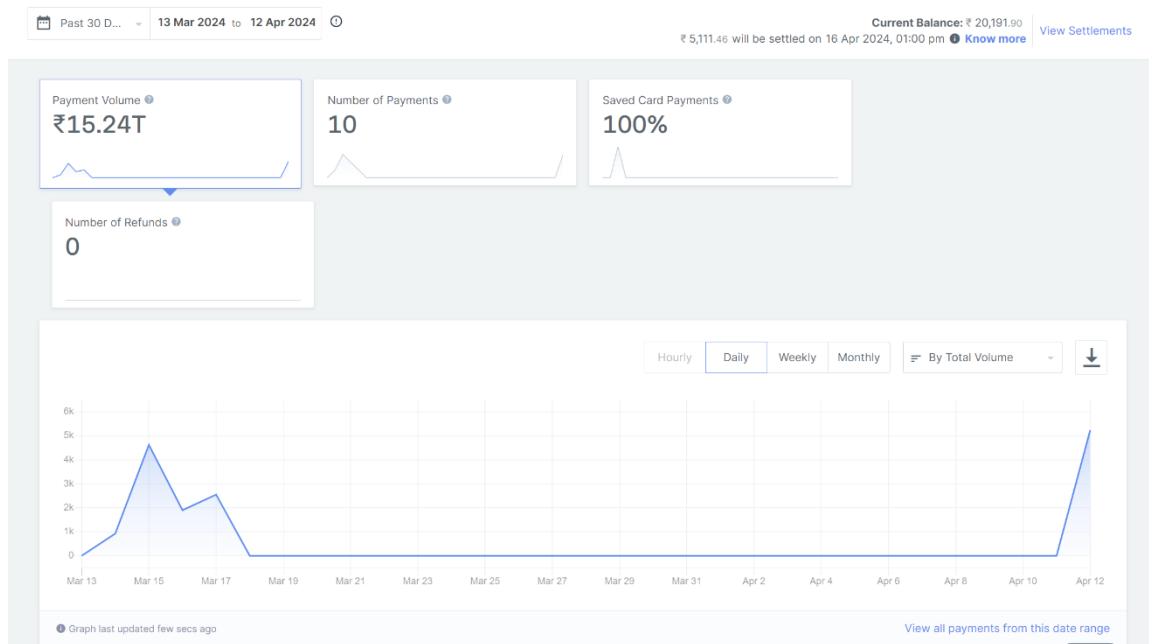 Past 30 D... 13 Mar 2024 to 12 Apr 2024
Current Balance: ₹ 20,191.90
₹ 5,111.46 will be settled on 16 Apr 2024, 01:00 pm Know more
View Settlements
Payment Volume
₹15.24T
Number of Payments
10
Saved Card Payments
100%
Number of Refunds
0
Hourly Daily Weekly Monthly By Total Volume
6k
5k
4k
3k
2k
1k
0
Mar 13 Mar 15 Mar 17 Mar 19 Mar 21 Mar 23 Mar 25 Mar 27 Mar 29 Mar 31 Apr 2 Apr 4 Apr 6 Apr 8 Apr 10 Apr 12
Graph last updated few secs ago
View all payments from this date range